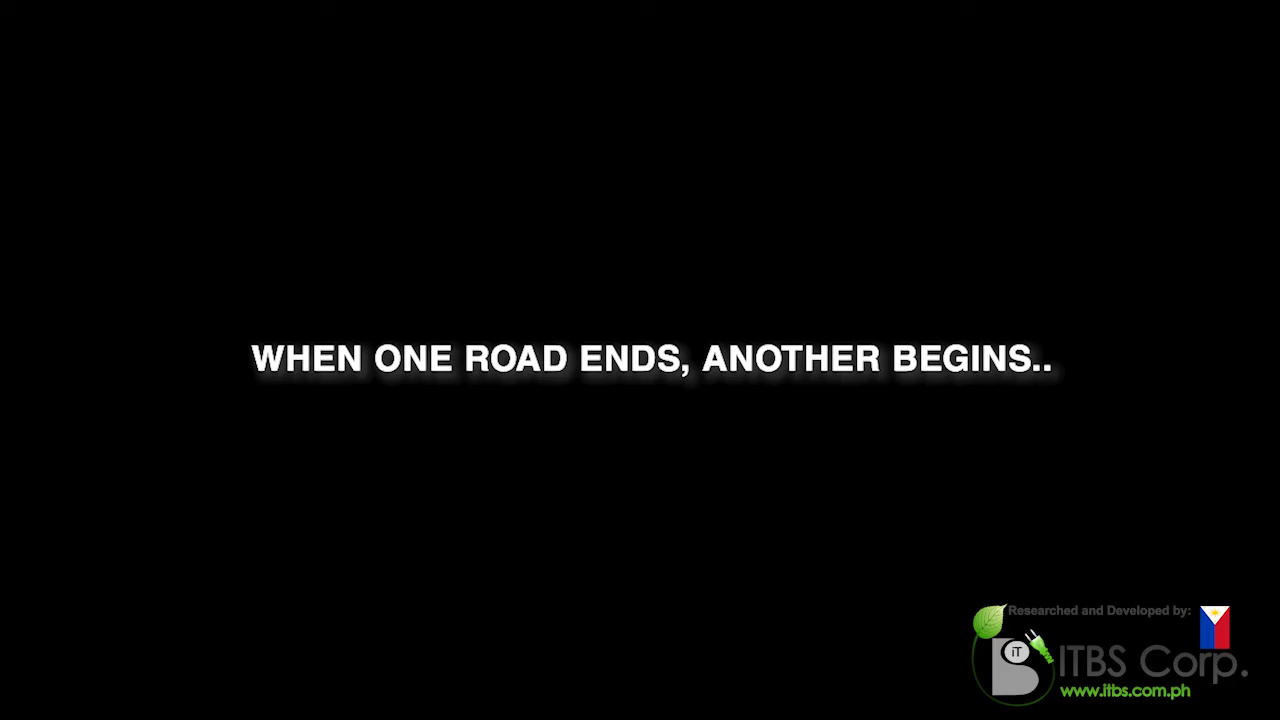 WHEN ONE ROAD ENDS, ANOTHER BEGINS..
Researched and Developed by:
iT
B
ITBS Corp.
www.itbs.com.ph